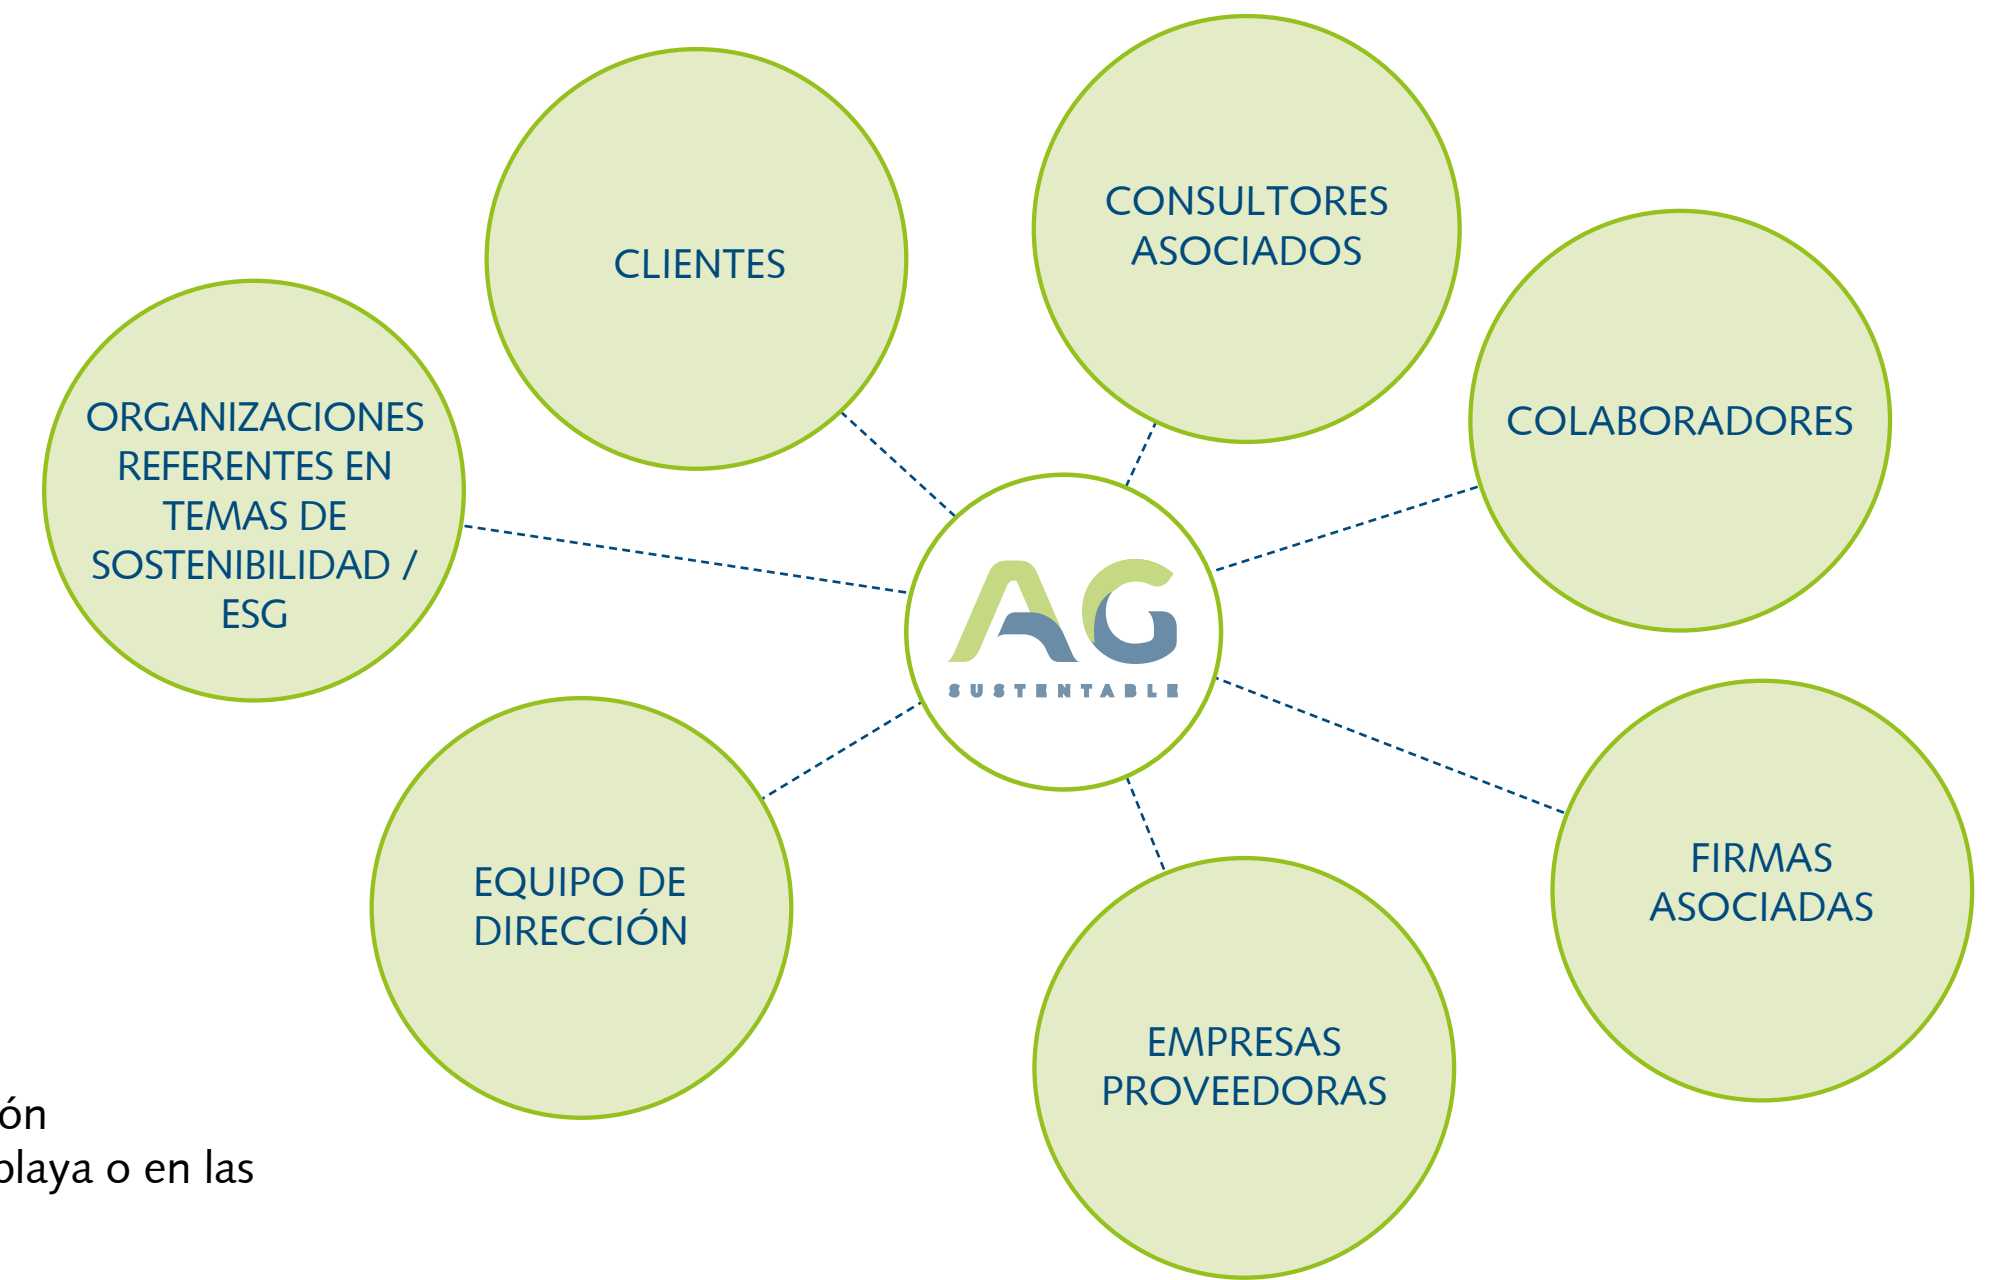 CLIENTES
CONSULTORES
ASOCIADOS
COLABORADORES
ORGANIZACIONES
REFERENTES EN
TEMAS DE
SOSTENIBILIDAD /
ESG
AG
SUSTENTABLE
EQUIPO DE
DIRECCIÓN
EMPRESAS
PROVEEDORAS
FIRMAS
ASOCIADAS
ón
playa o en las